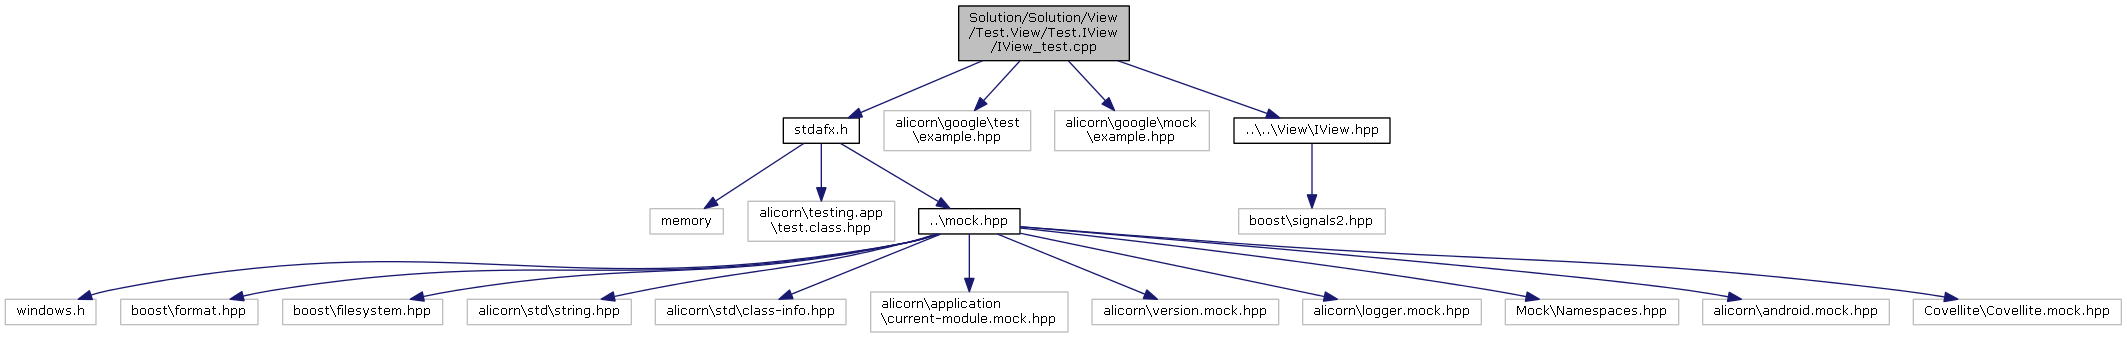 Solution/Solution/View
/Test.View/Test.IView
/IView_test.cpp
stdafx.h
alicorn\google\test
\example.hpp
alicorn\google\mock
\example.hpp
..\..\View\IView.hpp
memory
alicorn\testing.app
\test.class.hpp
..\mock.hpp
boost\signals2.hpp
windows.h
boost\format.hpp
boost\filesystem.hpp
alicorn\std\string.hpp
alicorn\std\class-info.hpp
alicorn\application
\current-module.mock.hpp
alicorn\version.mock.hpp
alicorn\logger.mock.hpp
Mock\Namespaces.hpp
alicorn\android.mock.hpp
Covellite\Covellite.mock.hpp